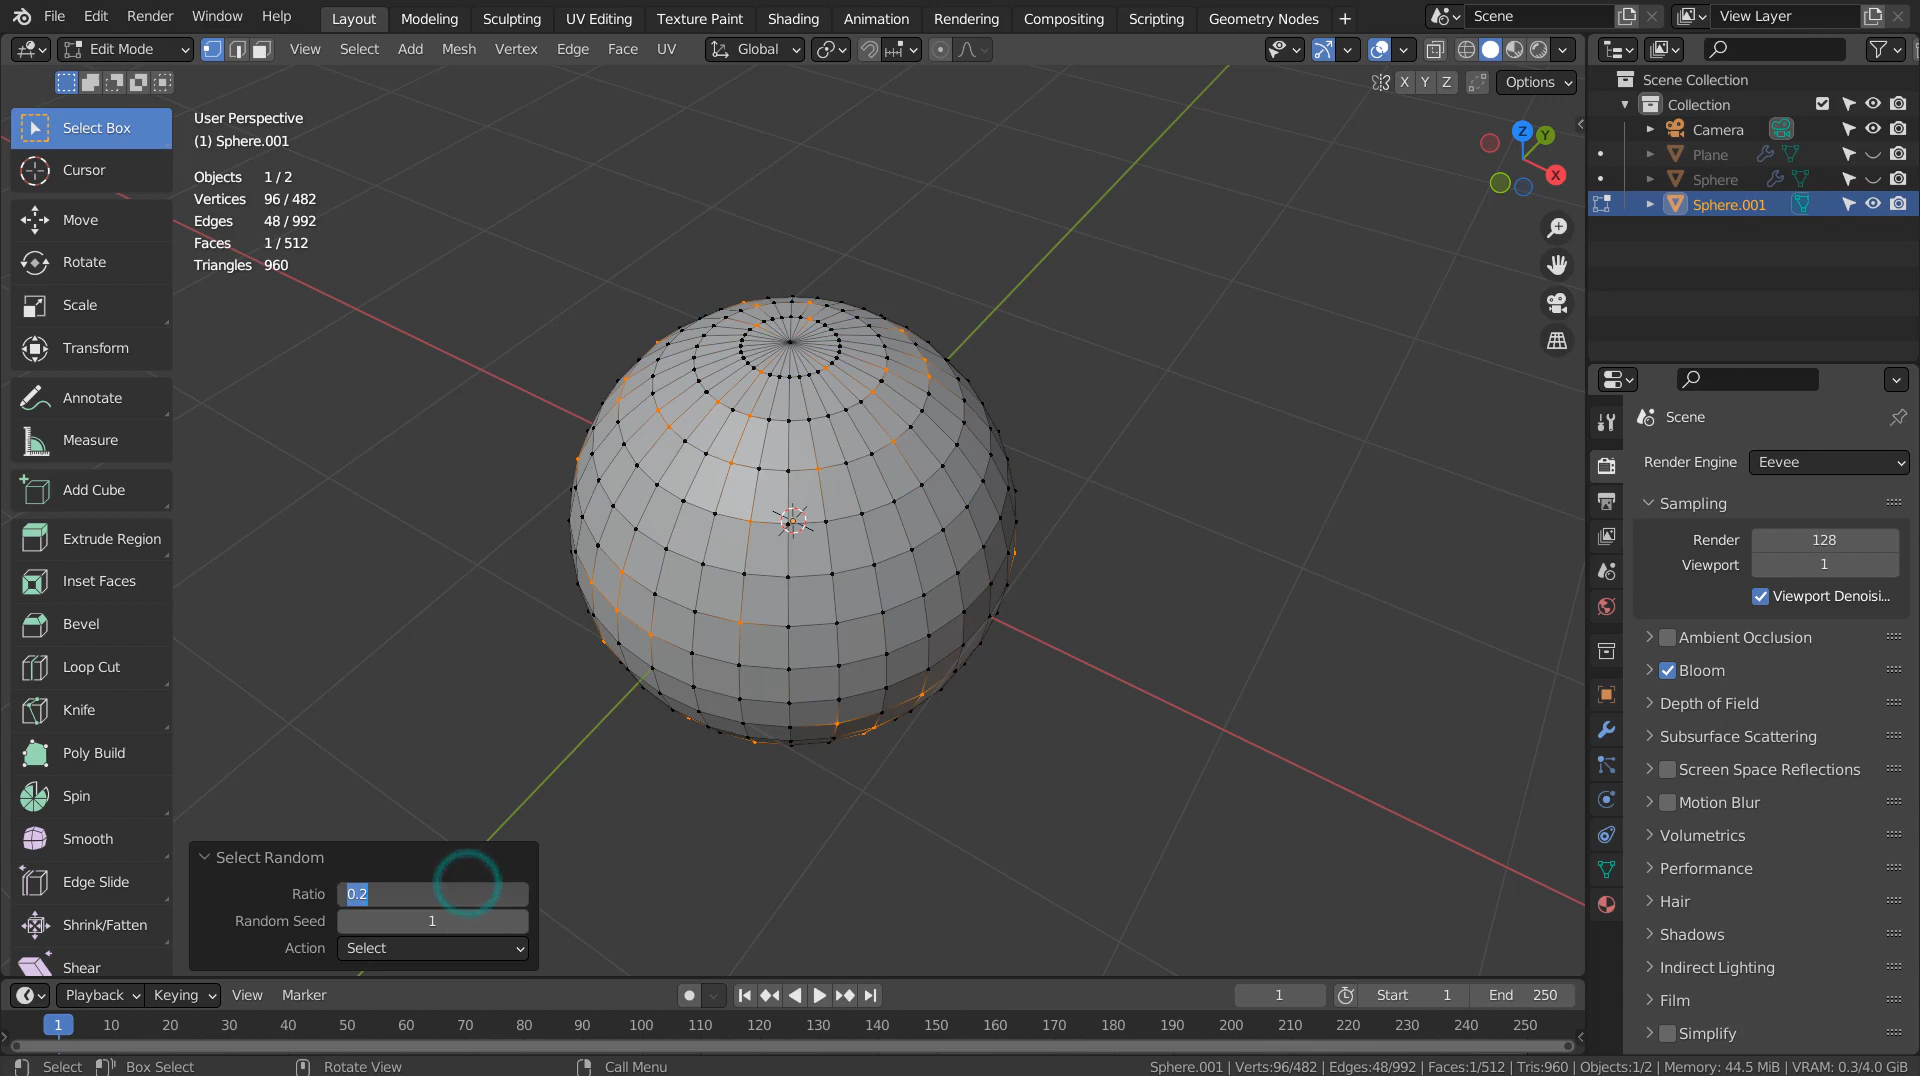 File Edit Render Window Help Layout Modeling Sculpting UV Editing Texture Paint Shading Animation Rendering Compositing Scripting Geometry Nodes + Scene View Layer
Edit Mode View Select Add Mesh Vertex Edge Face UV Global
X Y Z Options
Select Box
Cursor
Move
Rotate
Scale
Transform
Annotate
Measure
Add Cube
Extrude Region
Inset Faces
Bevel
Loop Cut
Knife
Poly Build
Spin
Smooth
Edge Slide
Shrink/Fatten
Shear
User Perspective
(1) Sphere.001
Objects 1 / 2
Vertices 96 / 482
Edges 48 / 992
Faces 1 / 512
Triangles 960
Z Y X
Select Random
Ratio 0.2
Random Seed 1
Action Select
Scene Collection
Collection
Camera
Plane
Sphere
Sphere.001
Scene
Render Engine Eevee
Sampling
Render 128
Viewport 1
Viewport Denoisi...
Ambient Occlusion
Bloom
Depth of Field
Subsurface Scattering
Screen Space Reflections
Motion Blur
Volumetrics
Performance
Hair
Shadows
Indirect Lighting
Film
Simplify
Playback Keying View Marker 1 Start 1 End 250
1 10 20 30 40 50 60 70 80 90 100 110 120 130 140 150 160 170 180 190 200 210 220 230 240 250
Select Box Select Rotate View Call Menu Sphere.001 | Verts:96/482 | Edges:48/992 | Faces:1/512 | Tris:960 | Objects:1/2 | Memory: 44.5 MiB | VRAM: 0.3/4.0 GiB